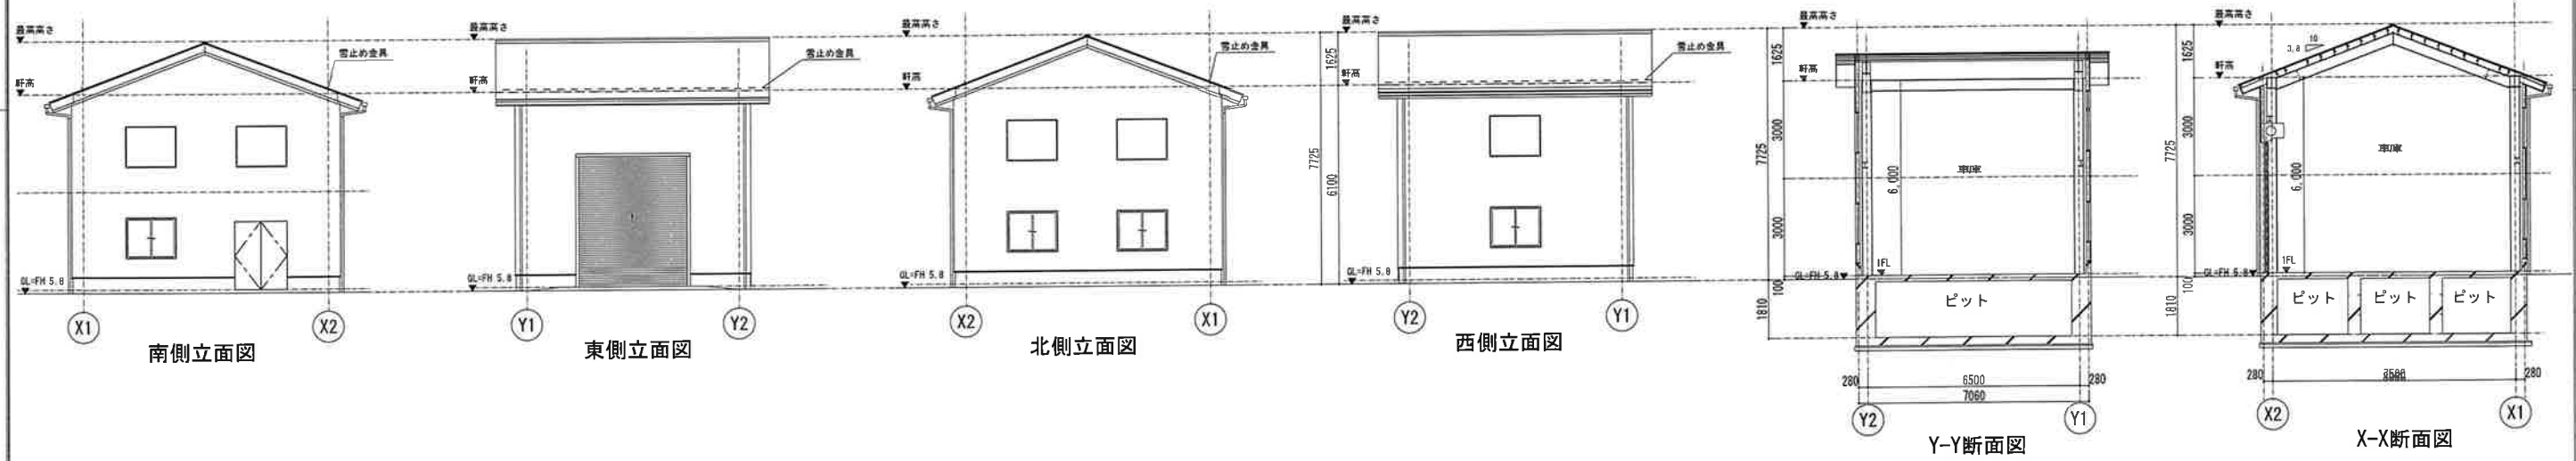 最高高さ
軒高
雪止め金具
GL=FH 5.8
X1
X2
南側立面図
最高高さ
軒高
雪止め金具
GL=FH 5.8
Y1
Y2
東側立面図
最高高さ
軒高
雪止め金具
GL=FH 5.8
X2
X1
北側立面図
1625
7725
6100
最高高さ
軒高
雪止め金具
GL=FH 5.8
Y2
Y1
西側立面図
最高高さ
軒高
1625
3000
7725
3000
100
1810
6,000
車庫
GL=FH 5.8
1FL
ピット
280
6500
280
7060
Y2
Y1
Y-Y断面図
最高高さ
軒高
10
3.8
1625
3000
7725
3000
100
1810
6,000
車庫
GL=FH 5.8
1FL
ピット
ピット
ピット
280
280
X2
X1
X-X断面図